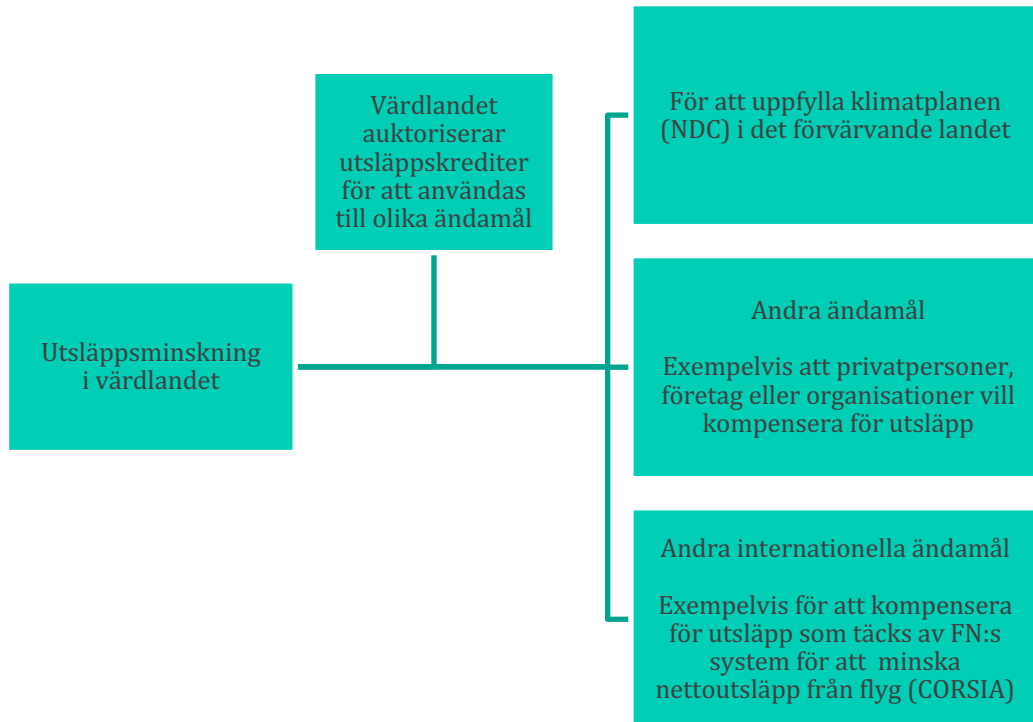 Utsläppsminskning
i värdlandet
Värdlandet
auktoriserar
utsläppskrediter
för att användas
till olika ändamål
För att uppfylla klimatplanen
(NDC) i det förvärvande landet
Andra ändamål
Exempelvis att privatpersoner,
företag eller organisationer vill
kompensera för utsläpp
Andra internationella ändamål
Exempelvis för att kompensera
för utsläpp som täcks av FN:s
system för att  minska
nettoutsläpp från flyg (CORSIA)